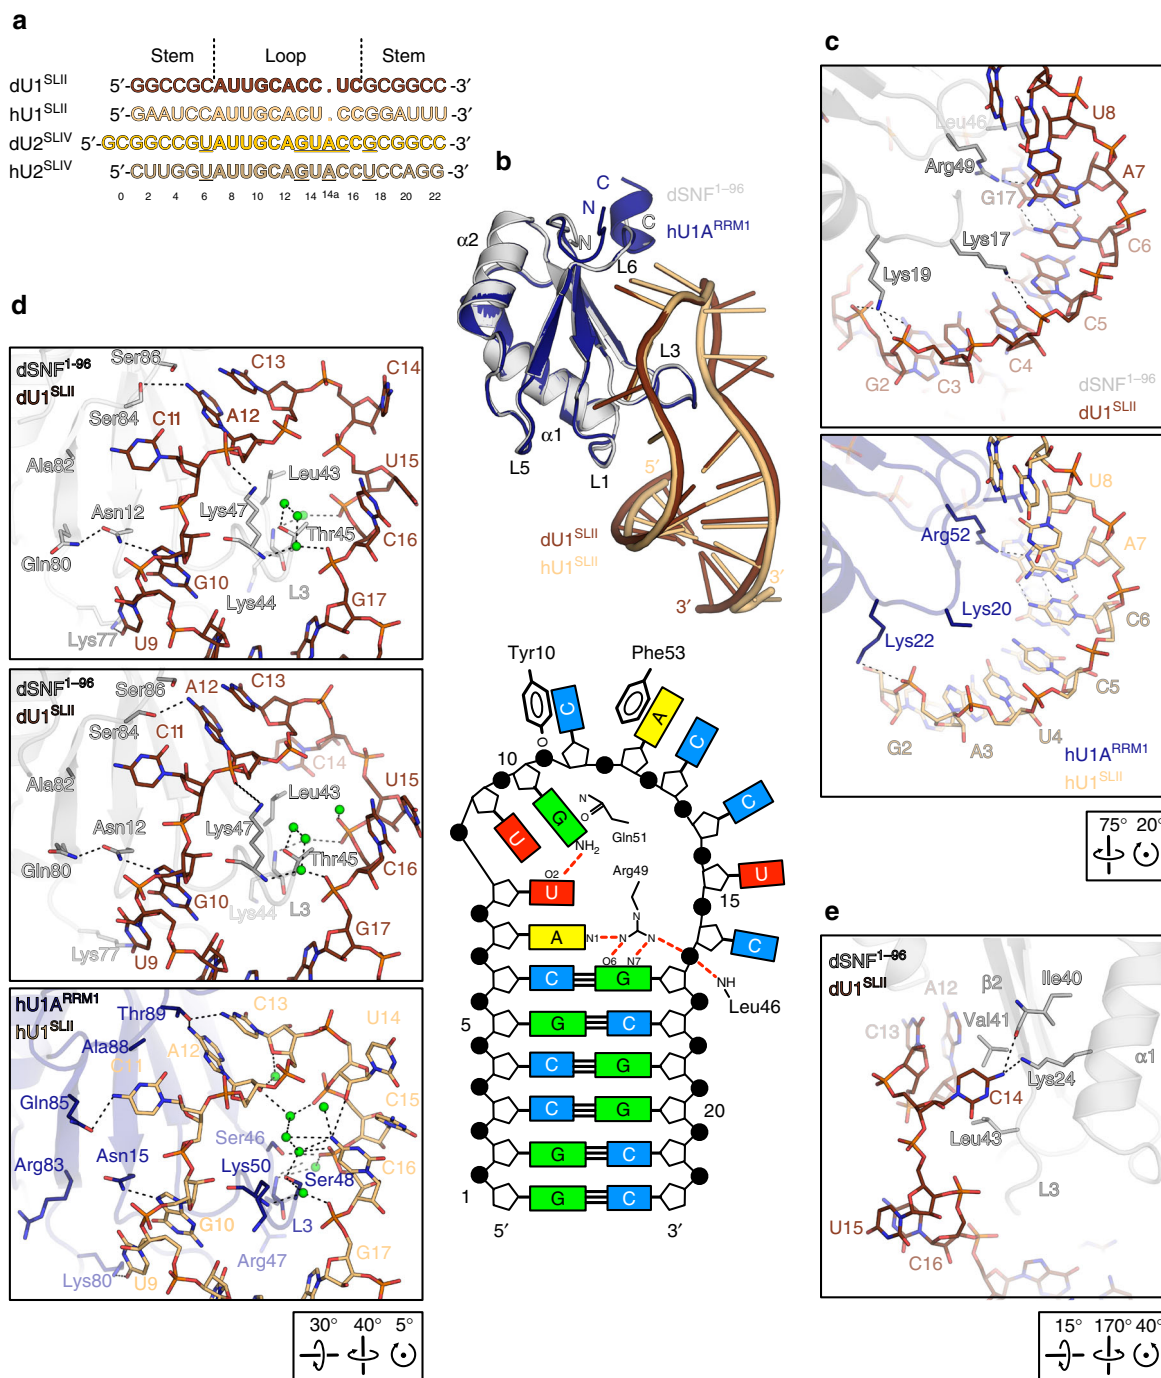 a
Stem Loop Stem
dU1SLII 5′-GGCCGCAUUGCACC . UCGCGGCC-3′
hU1SLII 5′-GAAUCCAUUGCACU . CCGGAUUU-3′
dU2SLIV 5′-GCGGCCGUAUUGCAGUACCGCGGCC-3′
hU2SLIV 5′-CUUGGUAUUGCAGUACCUCCAGG-3′
0 2 4 6 8 10 12 14 14a 16 18 20 22
b
C
N
N
C
dSNF1–96
hU1ARRM1
α2
L6
L3
α1
L5
L1
5′
dU1SLII
hU1SLII
3′
3′
Tyr10
Phe53
C
A
C
10
U
G
N
O
Gln51
NH2
C
O2
U
Arg49
U
15
A
N1
N
N
C
O6
N7
NH
Leu46
C G
5
G C
C G
C G
20
G C
1
G C
5′
3′
c
U8
Leu46
Arg49
A7
G17
Lys17
C6
Lys19
C5
C4
G2
C3
dSNF1–96
dU1SLII
U8
Arg52
A7
Lys20
C6
Lys22
C5
G2
A3
U4
hU1ARRM1
hU1SLII
75° 20°
d
dSNF1–96
dU1SLII
Ser86
C13
C14
Ser84
C11
A12
Ala82
Leu43
U15
Asn12
Lys47
Thr45
Gln80
C16
G10
L3
Lys44
G17
Lys77
U9
dSNF1–96
dU1SLII
Ser86
A12
C13
Ser84
C11
C14
U15
Ala82
Leu43
Asn12
Lys47
Gln80
Thr45
C16
G10
Lys44
L3
G17
Lys77
U9
hU1ARRM1
hU1SLII
Thr89
C13
U14
Ala88
A12
C11
Gln85
C15
Ser46
Arg83
Asn15
Lys50
C16
Ser48
L3
G10
G17
Arg47
Lys80
U9
30° 40° 5°
e
dSNF1–96
dU1SLII
A12
β2
Ile40
C13
Val41
α1
Lys24
C14
Leu43
L3
U15
C16
15° 170° 40°